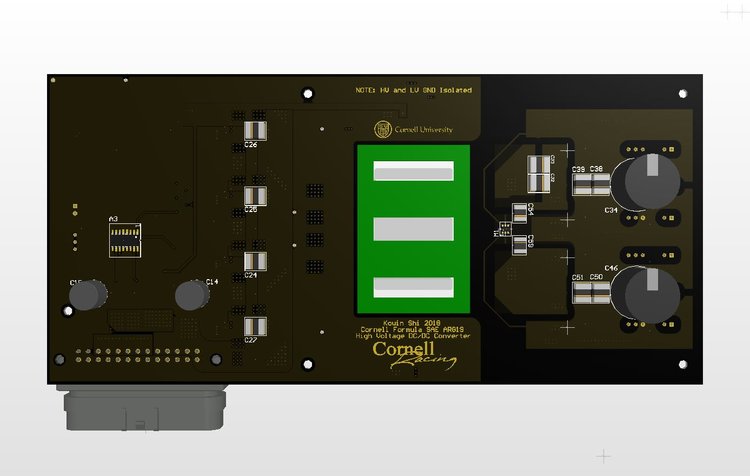 NOTE: HV and LV GND Isolated
Cornell University
C26
C39 C38
C25
A3
C34
C24
C14
C46
C51 C50
C27
Kevin Shi 2018
Cornell Formula SAE ARG19
High Voltage DC/DC Converter
Cornell
Racing